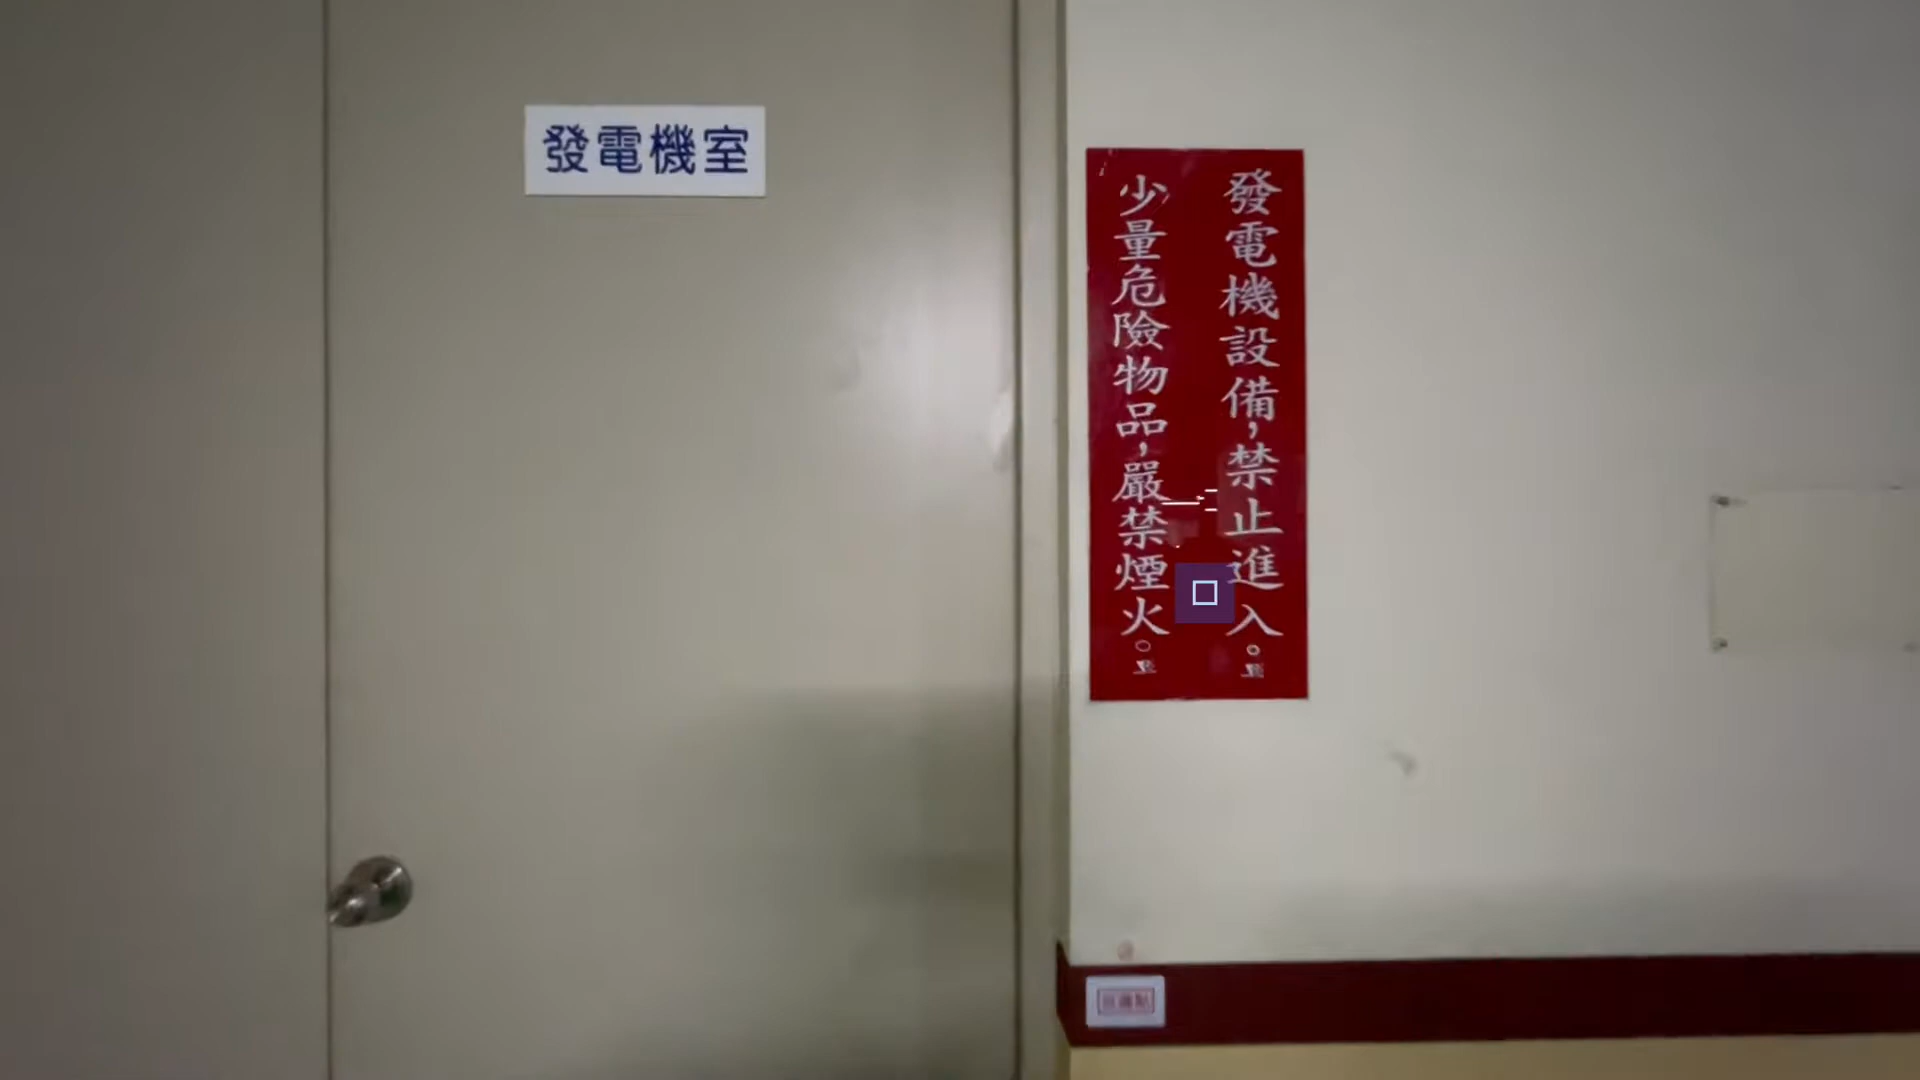 發電機室
發電機設備，禁止進入。
少量危險物品，嚴禁煙火。